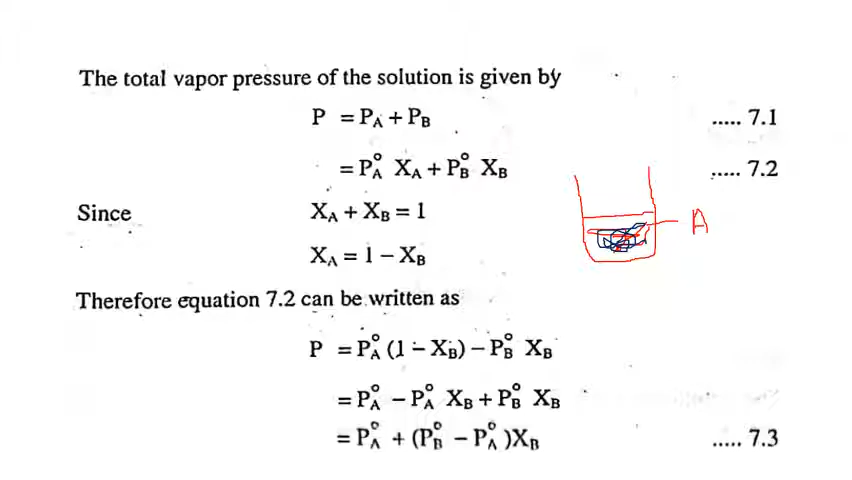 The total vapor pressure of the solution is given by
P = P_A + P_B ..... 7.1
= P°_A X_A + P°_B X_B ..... 7.2
Since X_A + X_B = 1
A
X_A = 1 – X_B
Therefore equation 7.2 can be written as
P = P°_A (1 – X_B) – P°_B X_B
= P°_A – P°_A X_B + P°_B X_B
= P°_A + (P°_B – P°_A )X_B ..... 7.3